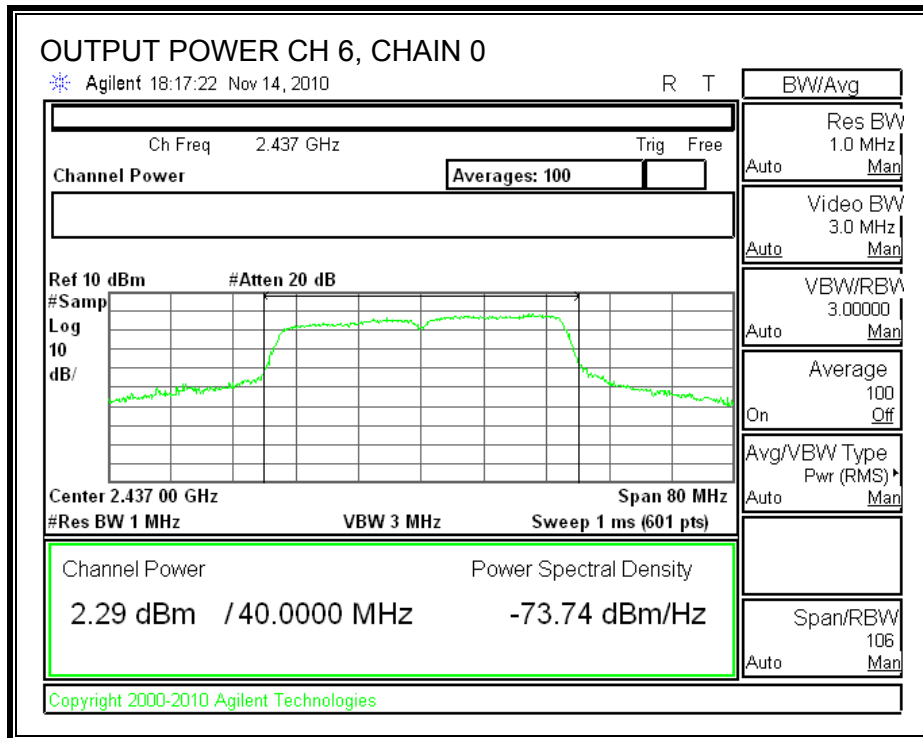 OUTPUT POWER CH 6, CHAIN 0
Agilent 18:17:22 Nov 14, 2010 R T
Ch Freq 2.437 GHz Trig Free
Channel Power Averages: 100
Ref 10 dBm #Atten 20 dB
#Samp
Log
10
dB/
Center 2.437 00 GHz Span 80 MHz
#Res BW 1 MHz VBW 3 MHz Sweep 1 ms (601 pts)
Channel Power Power Spectral Density
2.29 dBm / 40.0000 MHz -73.74 dBm/Hz
Copyright 2000-2010 Agilent Technologies
BW/Avg
Res BW
1.0 MHz
Auto Man
Video BW
3.0 MHz
Auto Man
VBW/RBW
3.00000
Auto Man
Average
100
On Off
Avg/VBW Type
Pwr (RMS)
Auto Man
Span/RBW
106
Auto Man